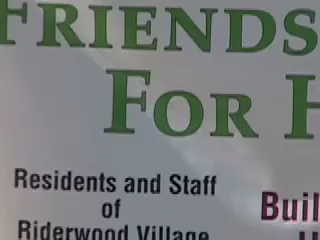 FRIENDS
FOR H
Residents and Staff
of
Riderwood Village
Buil